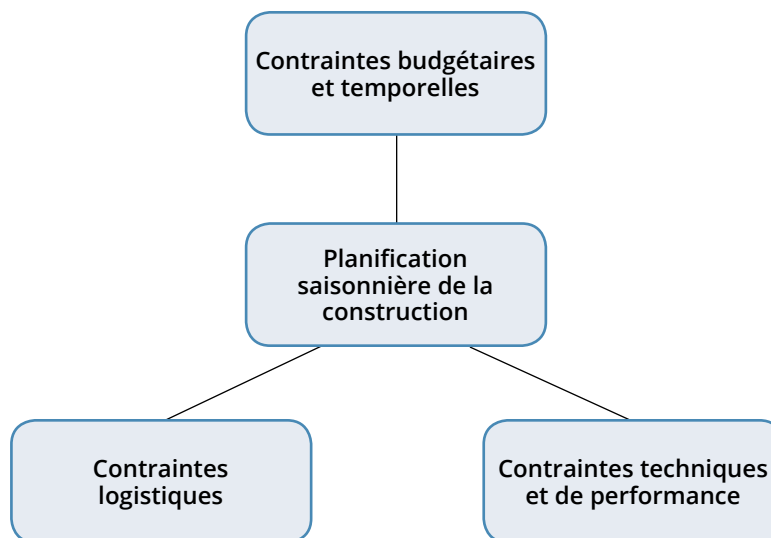 Contraintes budgétaires
et temporelles
Planification
saisonnière de la
construction
Contraintes
logistiques
Contraintes techniques
et de performance